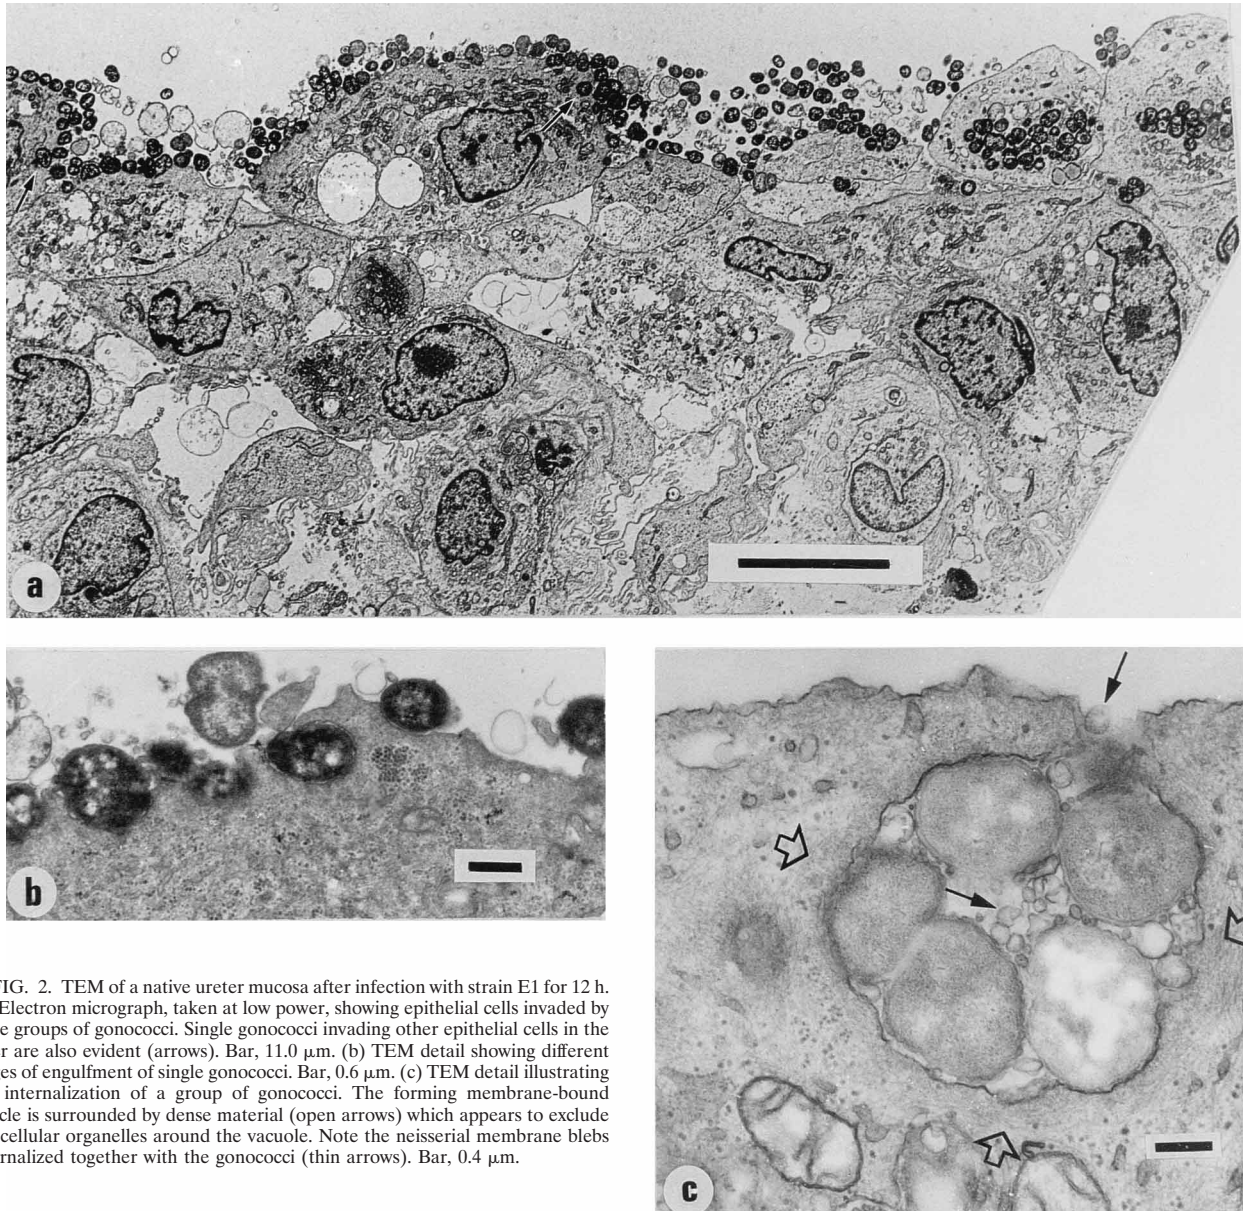 a
b
c
FIG. 2. TEM of a native ureter mucosa after infection with strain E1 for 12 h.
Electron micrograph, taken at low power, showing epithelial cells invaded by
groups of gonococci. Single gonococci invading other epithelial cells in the
are also evident (arrows). Bar, 11.0 μm. (b) TEM detail showing different
of engulfment of single gonococci. Bar, 0.6 μm. (c) TEM detail illustrating
internalization of a group of gonococci. The forming membrane-bound
is surrounded by dense material (open arrows) which appears to exclude
cellular organelles around the vacuole. Note the neisserial membrane blebs
together with the gonococci (thin arrows). Bar, 0.4 μm.